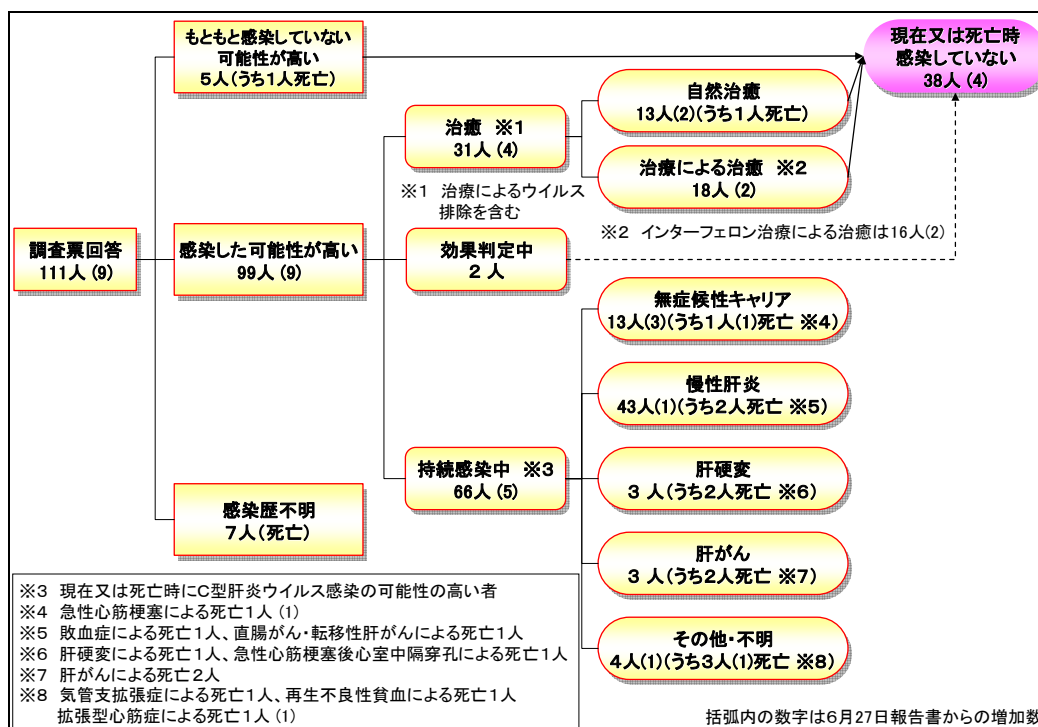 もともと感染していない
可能性が高い
5人(うち1人死亡)
現在又は死亡時
感染していない
38人(4)
自然治癒
13人(2)(うち1人死亡)
治癒 ※1
31人(4)
治療による治癒 ※2
18人(2)
※1 治療によるウイルス
排除を含む
※2 インターフェロン治療による治癒は16人(2)
調査票回答
111人(9)
感染した可能性が高い
99人(9)
効果判定中
2人
無症候性キャリア
13人(3)(うち1人(1)死亡 ※4)
慢性肝炎
43人(1)(うち2人死亡 ※5)
持続感染中 ※3
66人(5)
肝硬変
3人(うち2人死亡 ※6)
感染歴不明
7人(死亡)
肝がん
3人(うち2人死亡 ※7)
その他・不明
4人(1)(うち3人(1)死亡 ※8)
※3 現在又は死亡時にC型肝炎ウイルス感染の可能性の高い者
※4 急性心筋梗塞による死亡1人(1)
※5 敗血症による死亡1人、直腸がん・転移性肝がんによる死亡1人
※6 肝硬変による死亡1人、急性心筋梗塞後心室中隔穿孔による死亡1人
※7 肝がんによる死亡2人
※8 気管支拡張症による死亡1人、再生不良性貧血による死亡1人
拡張型心筋症による死亡1人(1)
括弧内の数字は6月27日報告書からの増加数